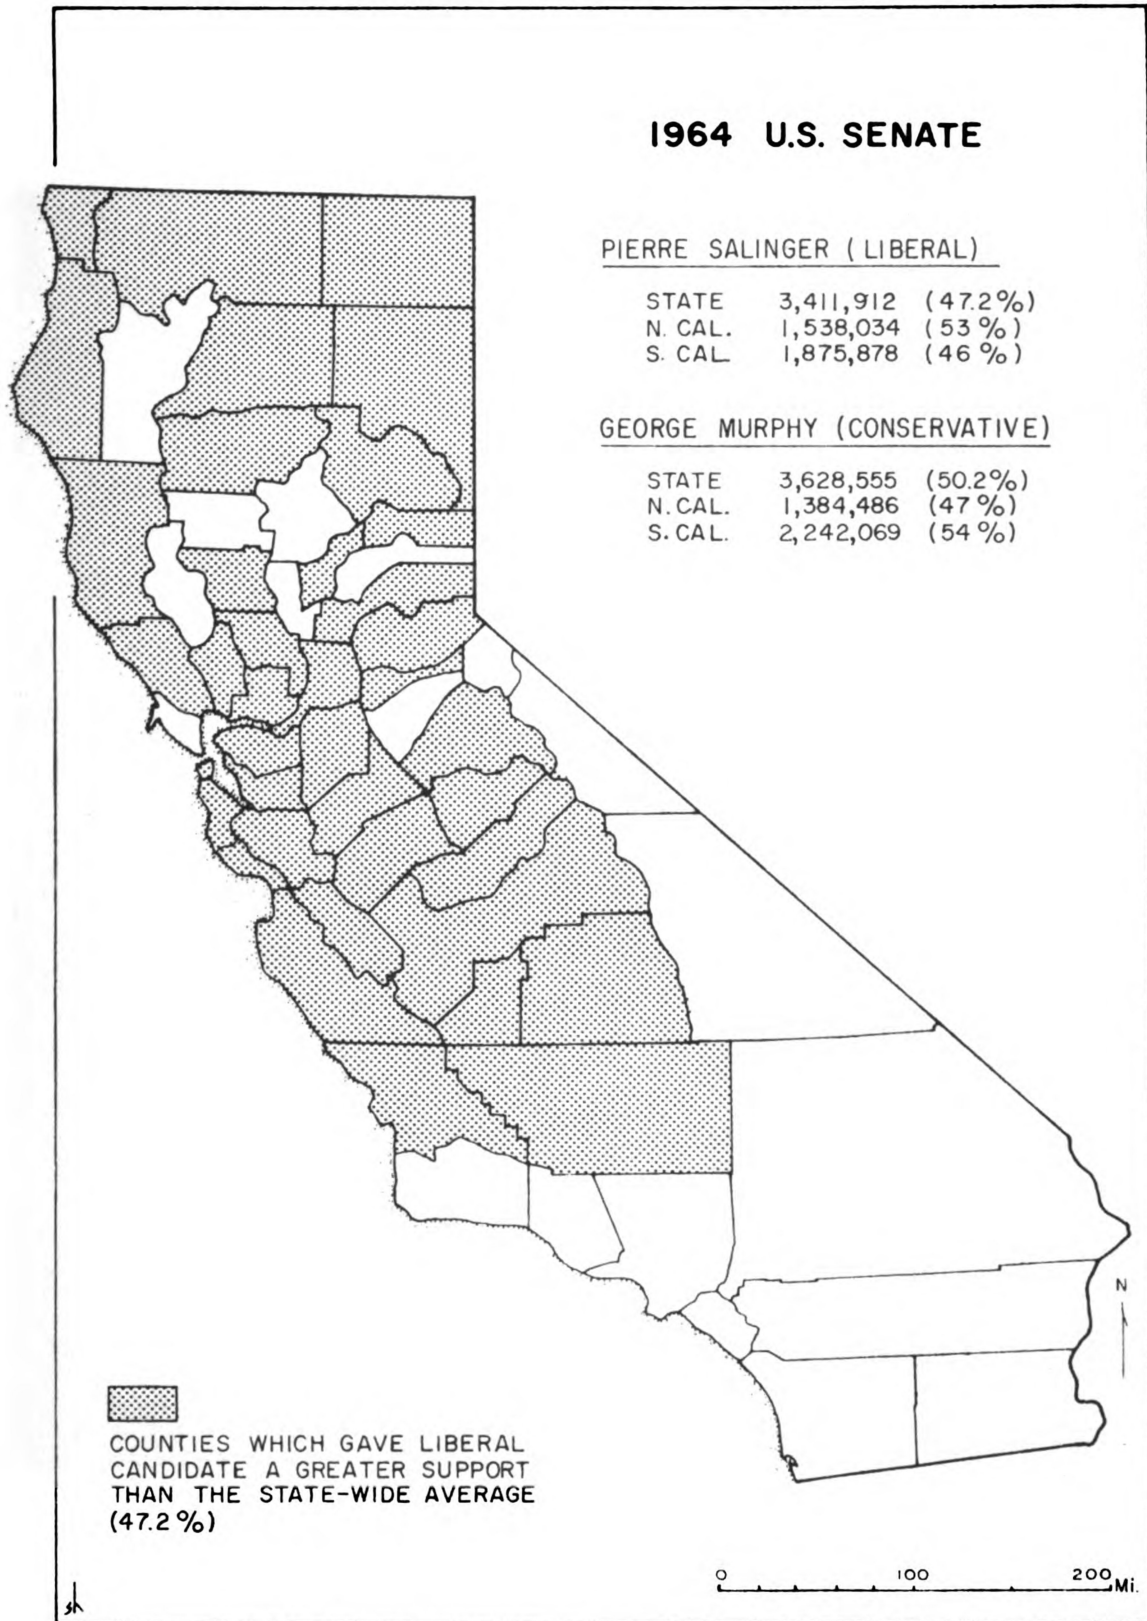 1964 U.S. SENATE
PIERRE SALINGER (LIBERAL)
STATE 3,411,912 (47.2%)
N. CAL. 1,538,034 (53%)
S. CAL 1,875,878 (46%)
GEORGE MURPHY (CONSERVATIVE)
STATE 3,628,555 (50.2%)
N. CAL. 1,384,486 (47%)
S. CAL. 2,242,069 (54%)
N
COUNTIES WHICH GAVE LIBERAL
CANDIDATE A GREATER SUPPORT
THAN THE STATE-WIDE AVERAGE
(47.2%)
0 100 200 Mi.